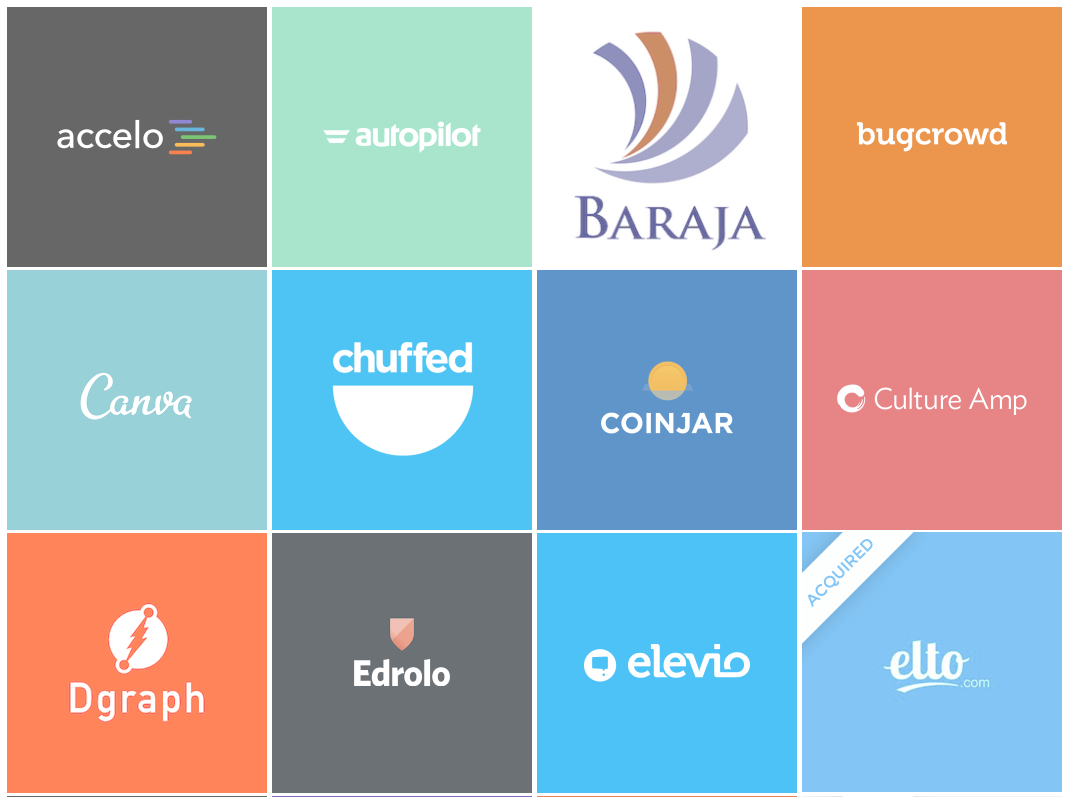 accelo
autopilot
BARAJA
bugcrowd
Canva
chuffed
COINJAR
Culture Amp
Dgraph
Edrolo
elevio
ACQUIRED
elto
.com